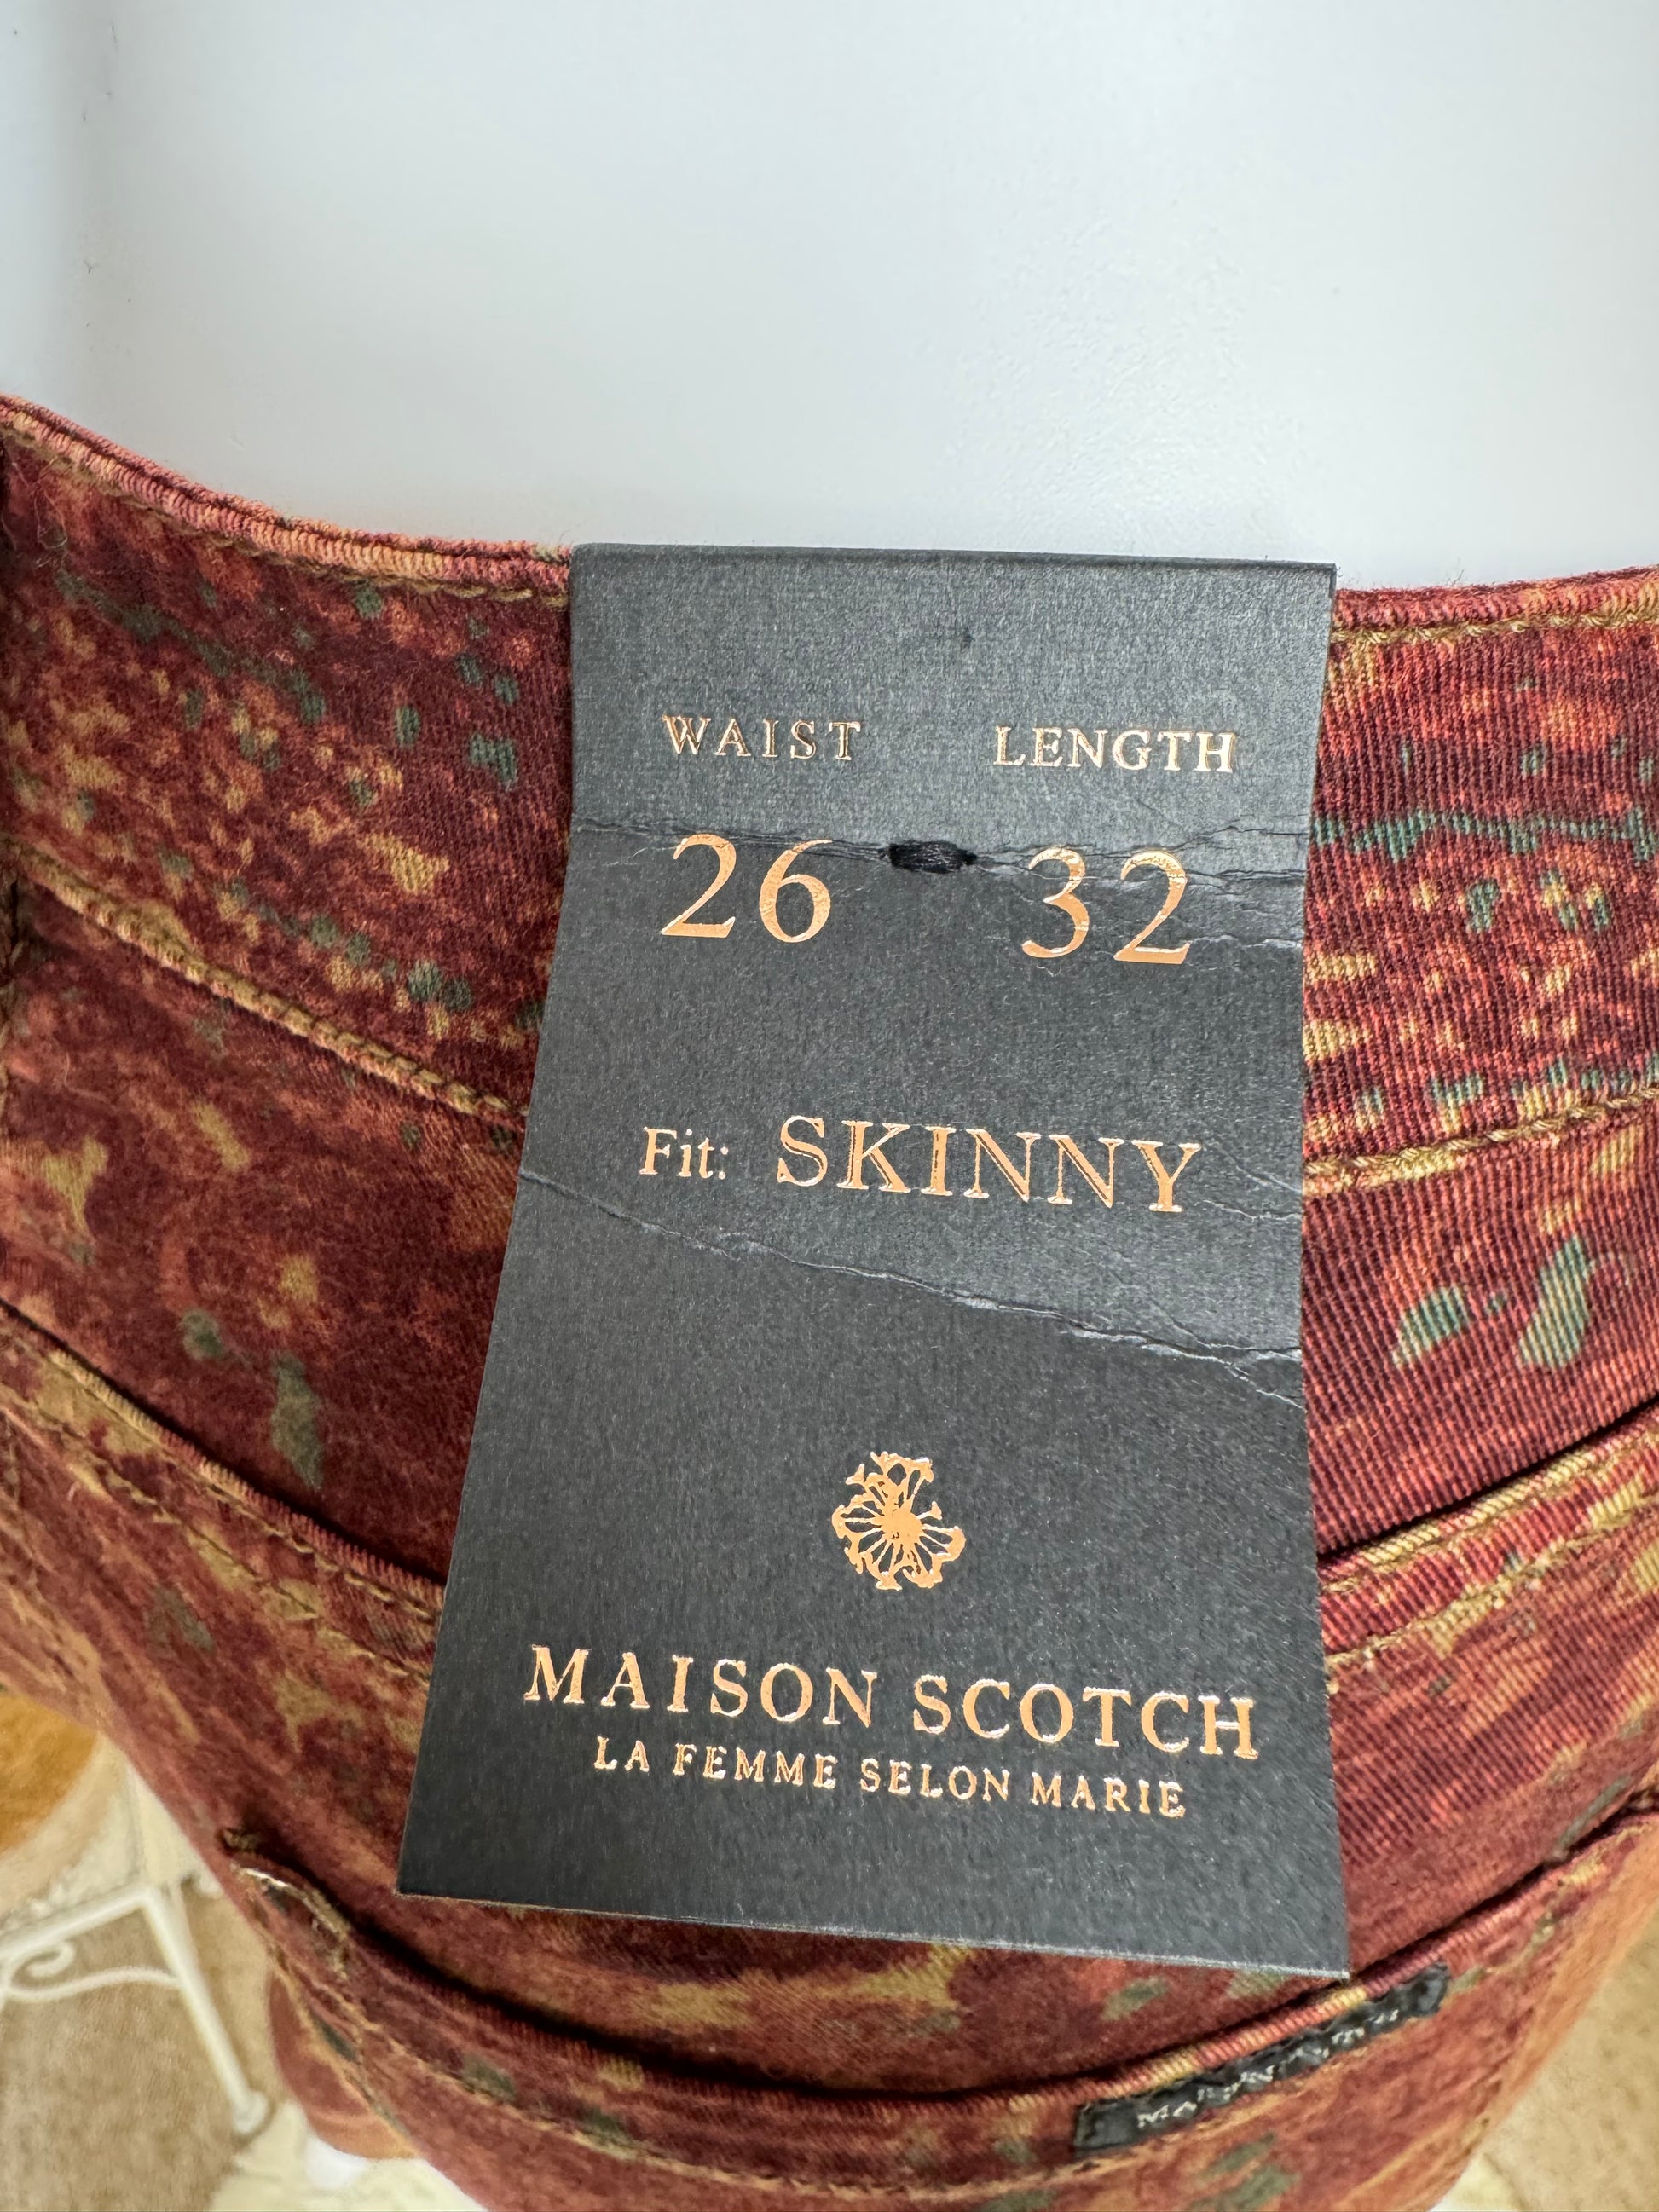 WAIST LENGTH
26 32
Fit: SKINNY
MAISON SCOTCH
LA FEMME SELON MARIE